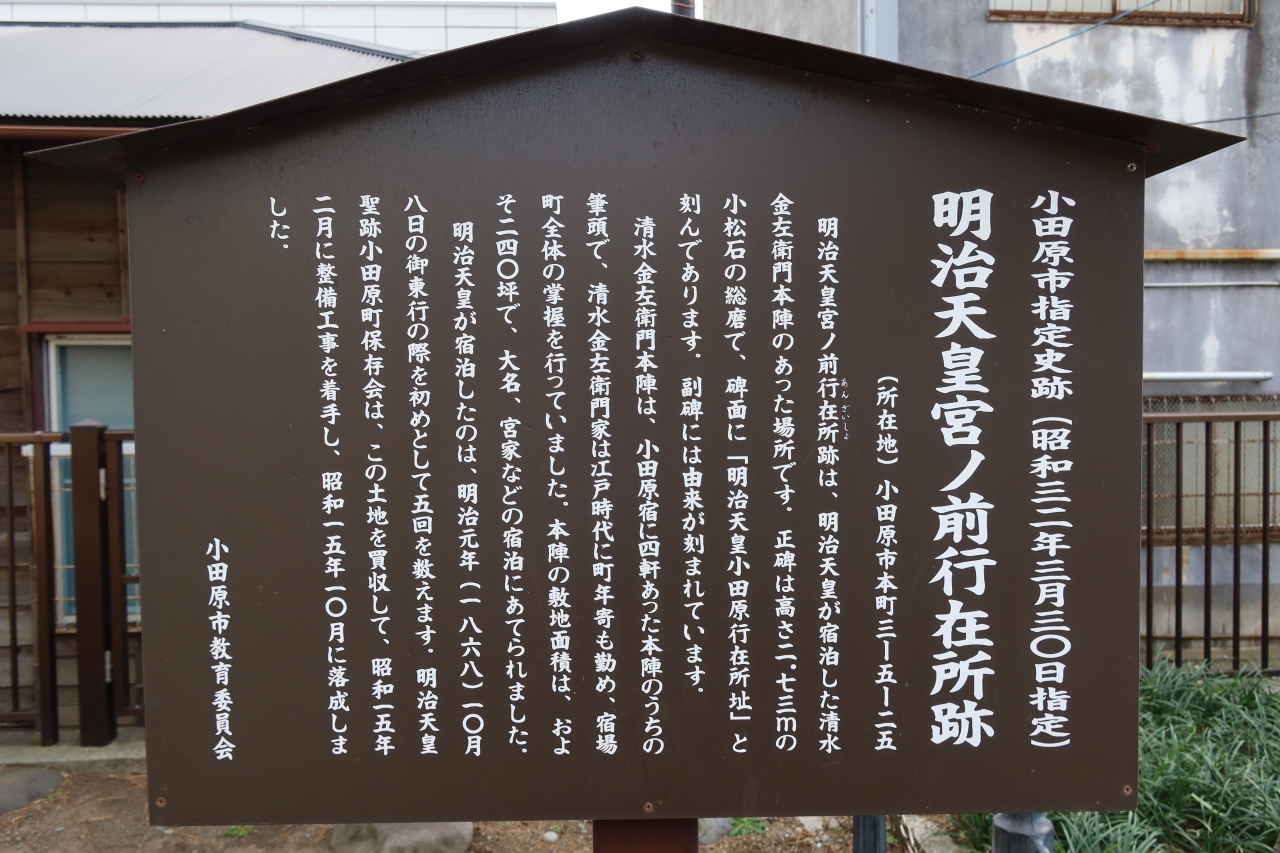 小田原市指定史跡（昭和三二年三月三〇日指定）
明治天皇宮ノ前行在所跡
（所在地）小田原市本町三ー五ー二五
明治天皇宮ノ前行在所跡は、明治天皇が宿泊した清水
あんざいしょ
金左衛門本陣のあった場所です。正碑は高さ二.七三mの
小松石の総磨て、碑面に「明治天皇小田原行在所址」と
刻んであります。副碑には由来が刻まれています。
清水金左衛門本陣は、小田原宿に四軒あった本陣のうちの
筆頭で、清水金左衛門家は江戸時代に町年寄も勤め、宿場
町全体の掌握を行っていました。本陣の敷地面積は、およ
そ二四〇坪で、大名、宮家などの宿泊にあてられました。
明治天皇が宿泊したのは、明治元年（一八六八）一〇月
八日の御東行の際を初めとして五回を数えます。明治天皇
聖跡小田原町保存会は、この土地を買収して、昭和一五年
二月に整備工事を着手し、昭和一五年一〇月に落成しま
した。
小田原市教育委員会